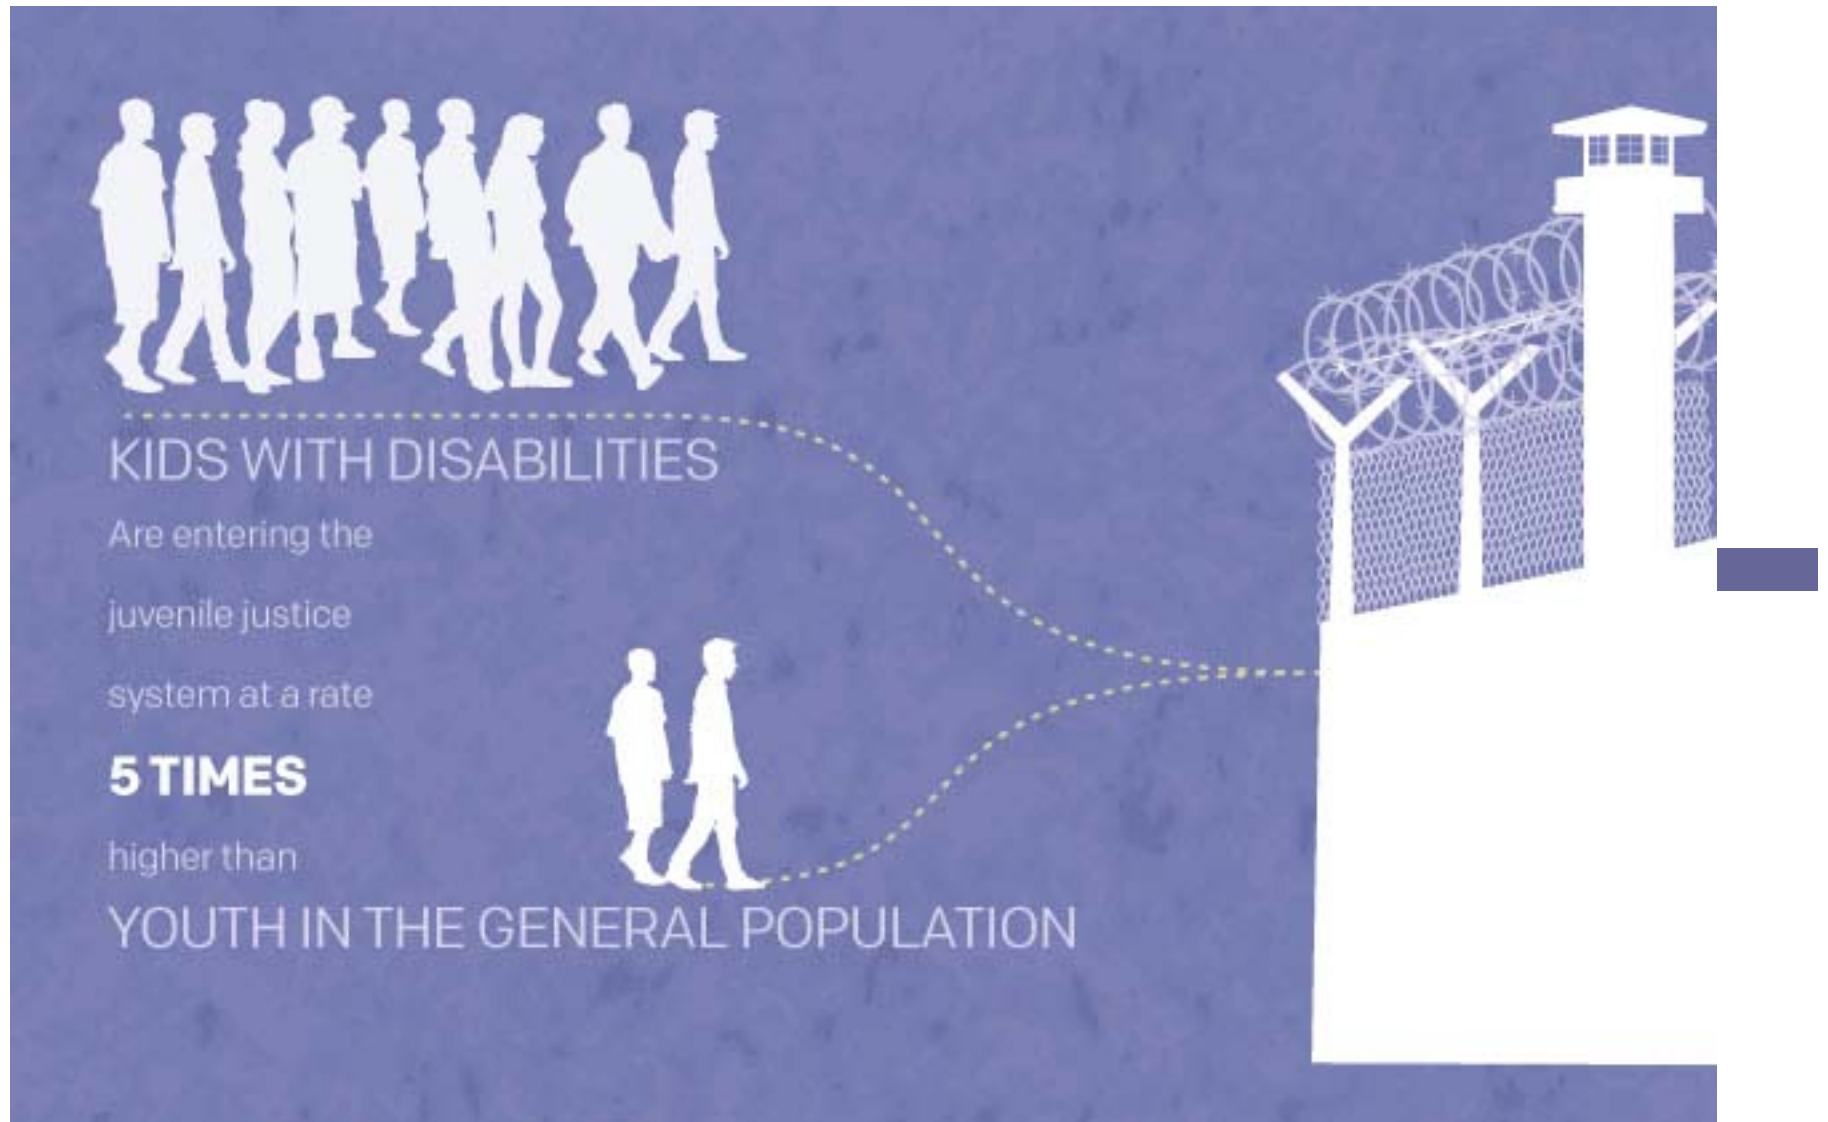 KIDS WITH DISABILITIES
Are entering the
juvenile justice
system at a rate
5 TIMES
higher than
YOUTH IN THE GENERAL POPULATION